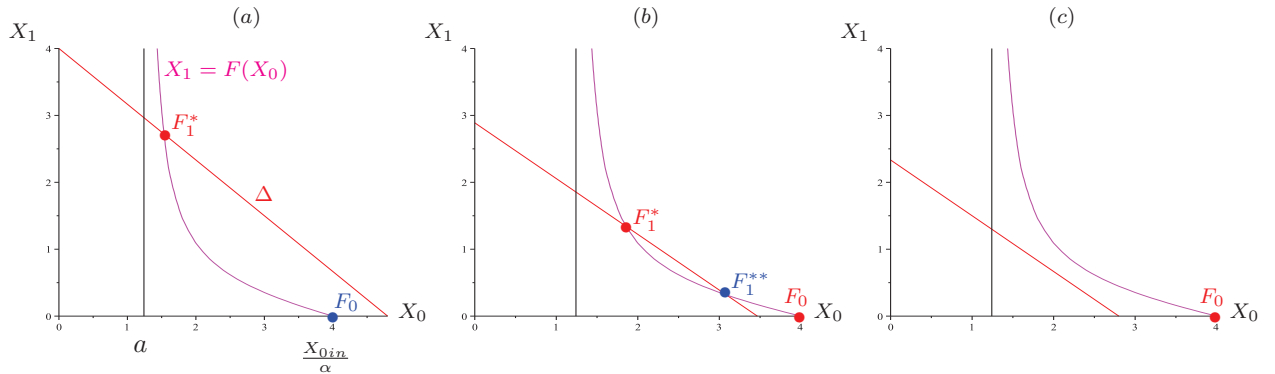 (a)
X₁
4
3
2
1
0
0 1 2 3 4
X₁ = F(X₀)
F₁*
Δ
F₀
X₀
a
X₀ᵢₙ
α
(b)
X₁
4
3
2
1
0
0 1 2 3 4
F₁*
F₁**
F₀
X₀
(c)
X₁
4
3
2
1
0
0 1 2 3 4
F₀
X₀